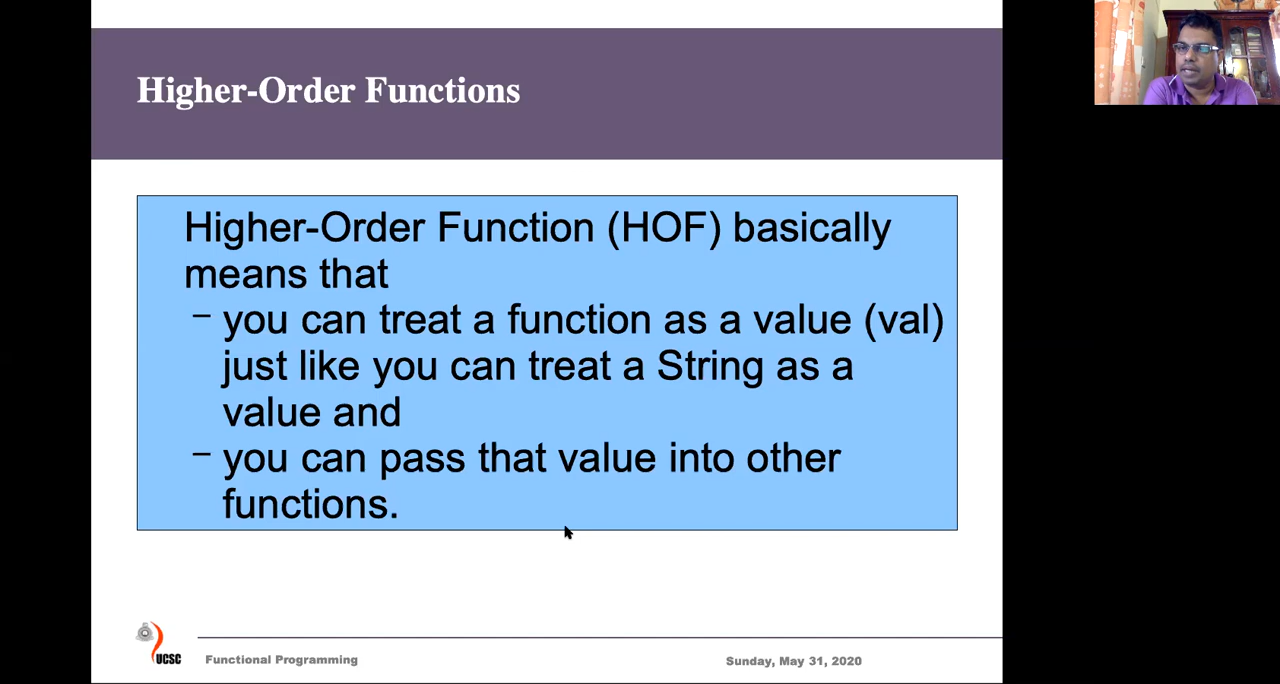 Higher-Order Functions
Higher-Order Function (HOF) basically
means that
– you can treat a function as a value (val)
just like you can treat a String as a
value and
– you can pass that value into other
functions.
UCSC
Functional Programming
Sunday, May 31, 2020